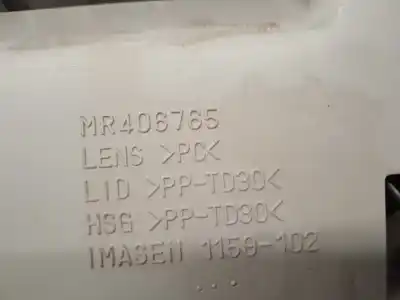 MR406765
LENS >PC<
LID >PP-TD30<
HSG >PP-TD30<
IMASEN 1159-102